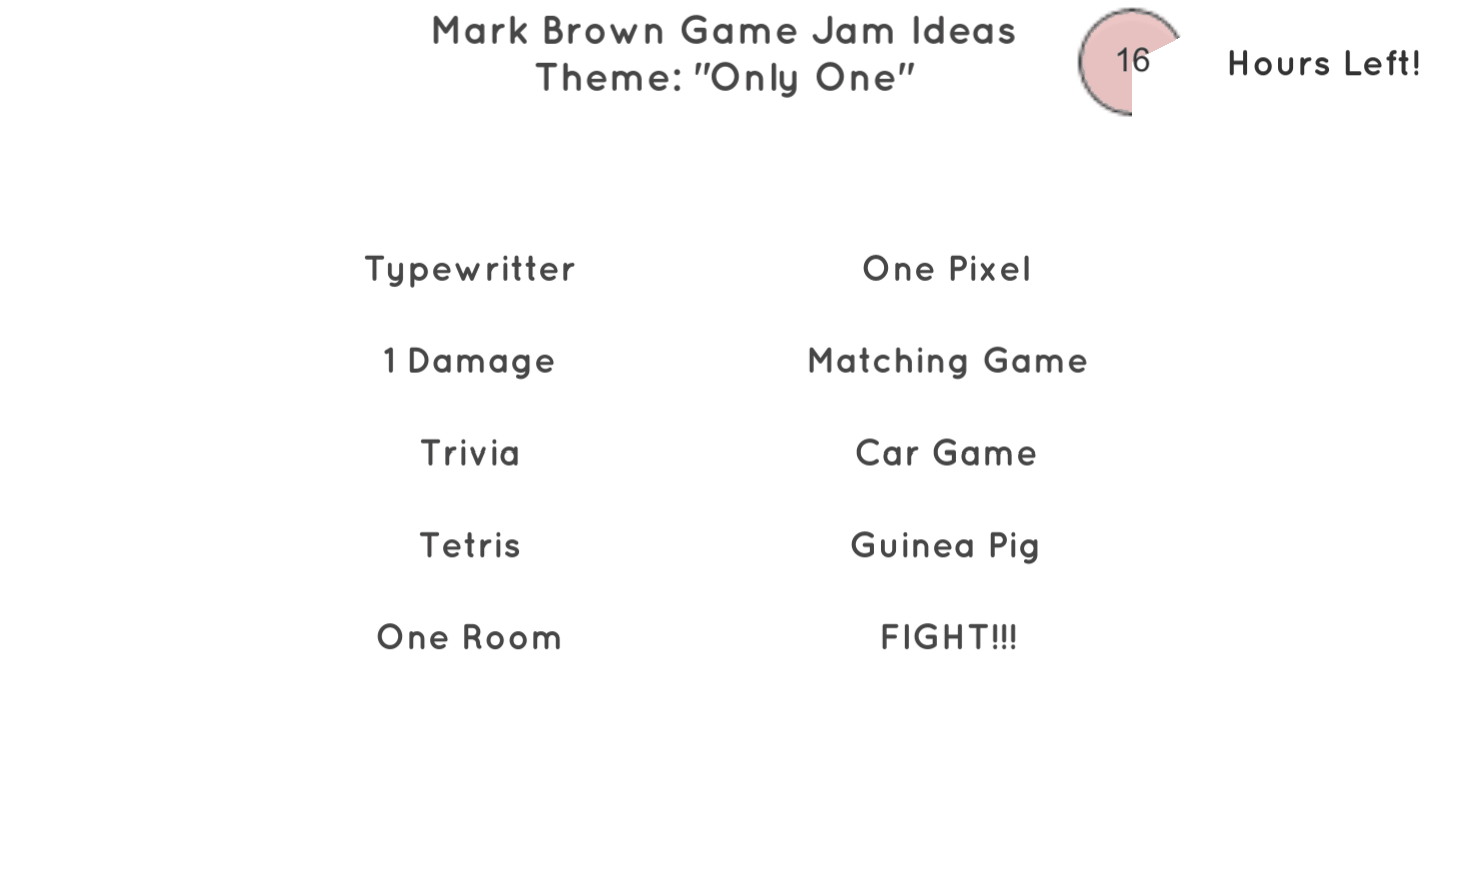 Mark Brown Game Jam Ideas
Theme: "Only One"
16
Hours Left!
Typewritter
One Pixel
1 Damage
Matching Game
Trivia
Car Game
Tetris
Guinea Pig
One Room
FIGHT!!!